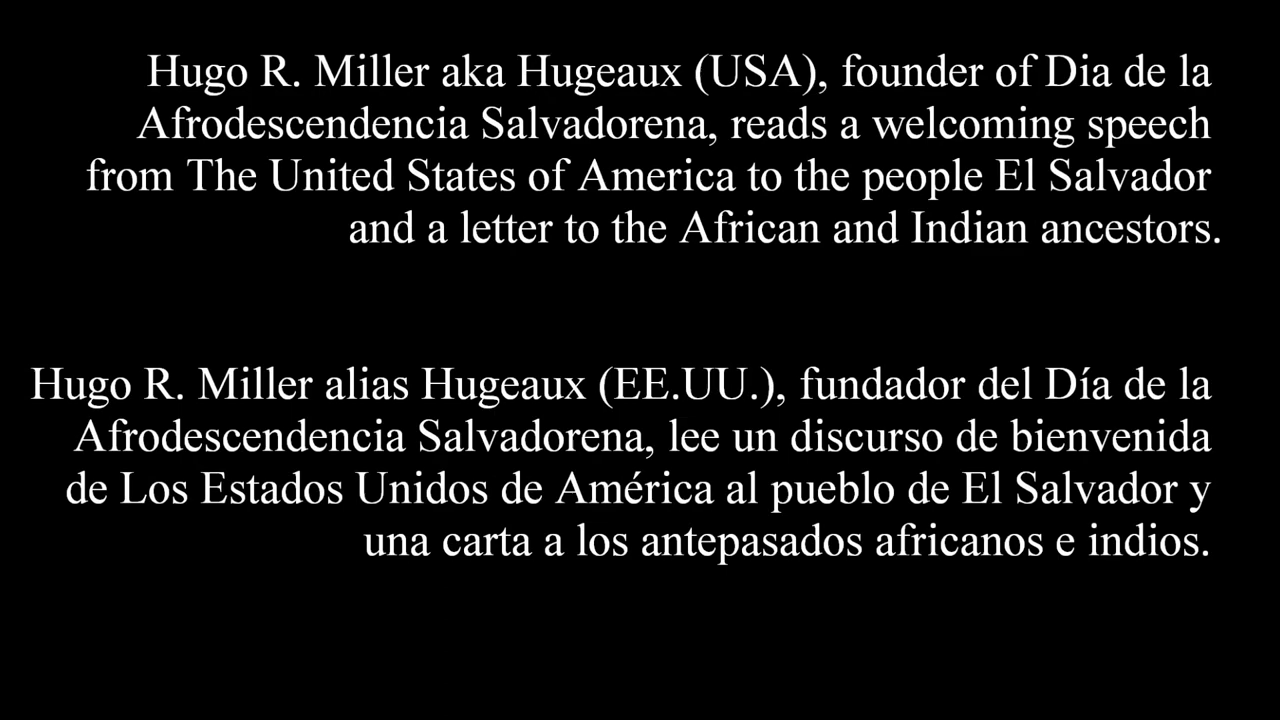 Hugo R. Miller aka Hugeaux (USA), founder of Dia de la
Afrodescendencia Salvadorena, reads a welcoming speech
from The United States of America to the people El Salvador
and a letter to the African and Indian ancestors.
Hugo R. Miller alias Hugeaux (EE.UU.), fundador del Día de la
Afrodescendencia Salvadorena, lee un discurso de bienvenida
de Los Estados Unidos de América al pueblo de El Salvador y
una carta a los antepasados africanos e indios.